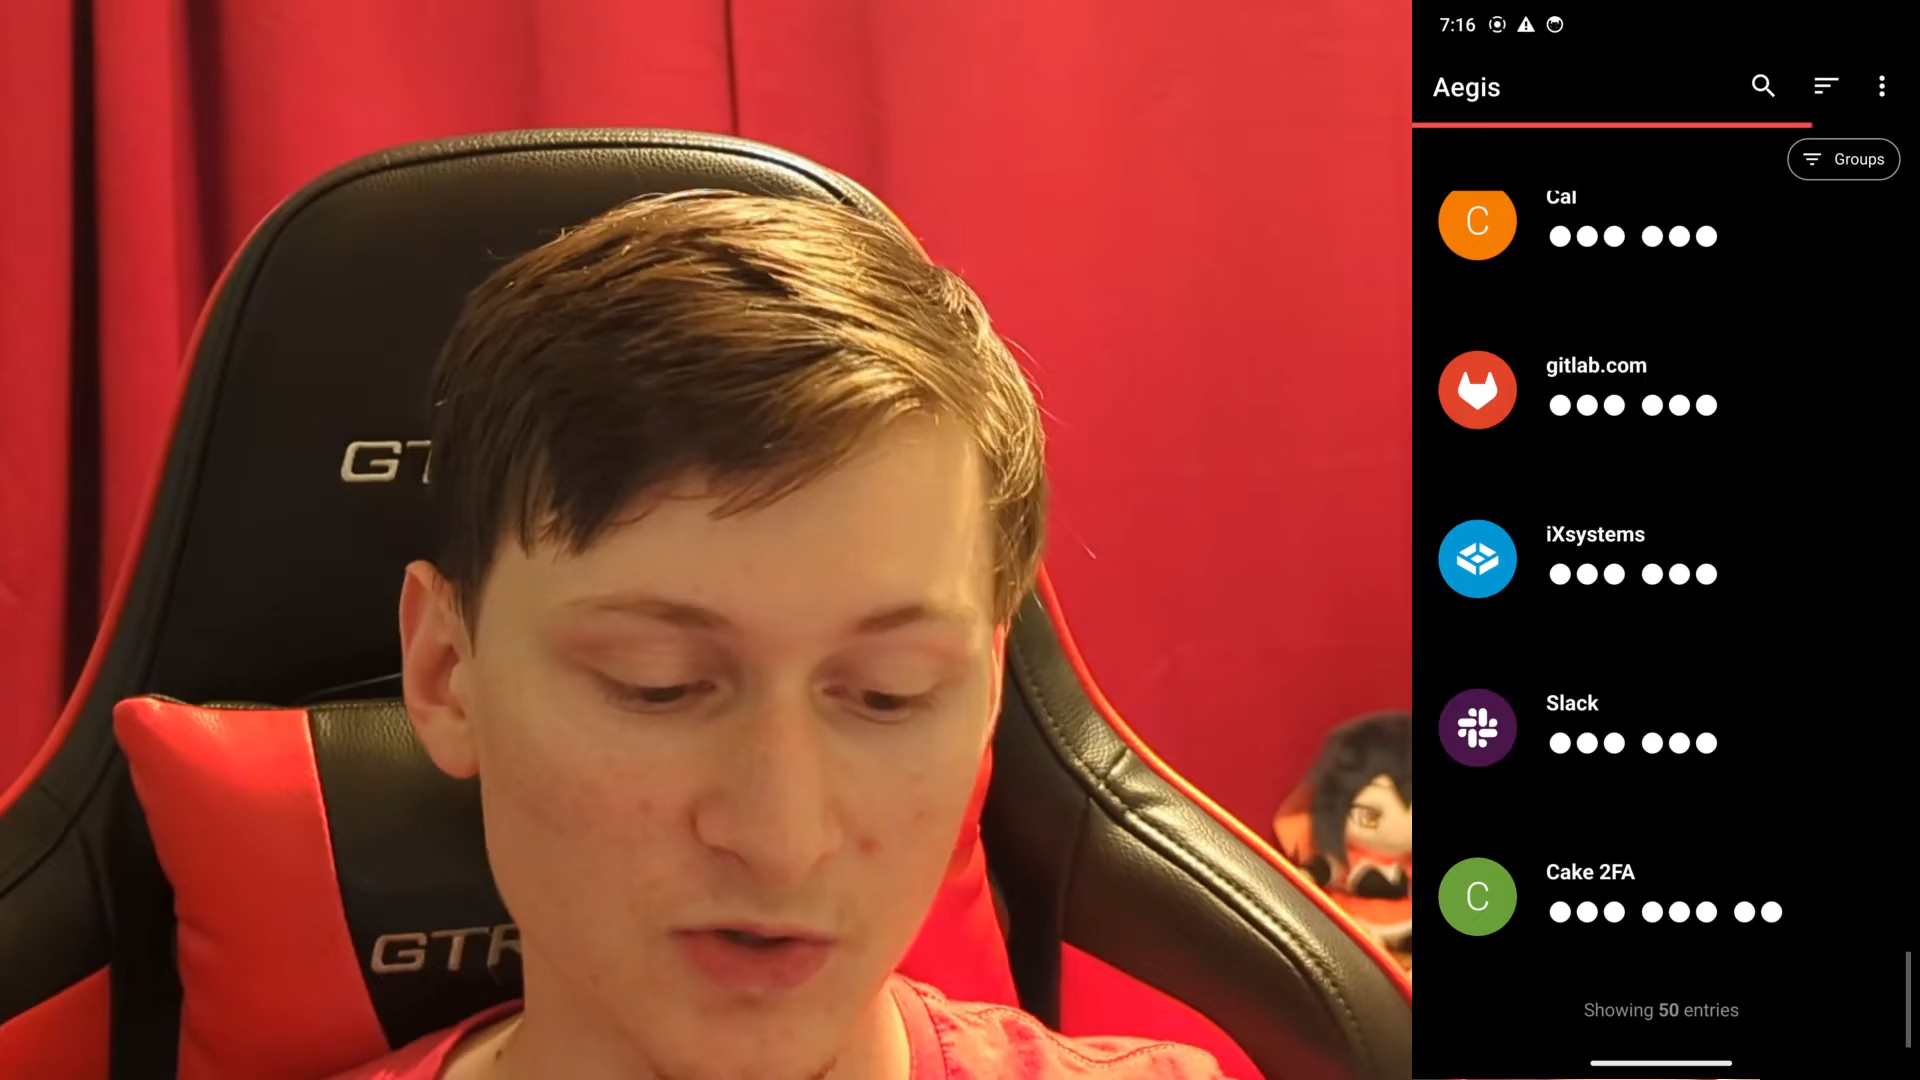 7:16
Aegis
Groups
Cal
C
gitlab.com
iXsystems
Slack
Cake 2FA
C
Showing 50 entries
GT
GTR